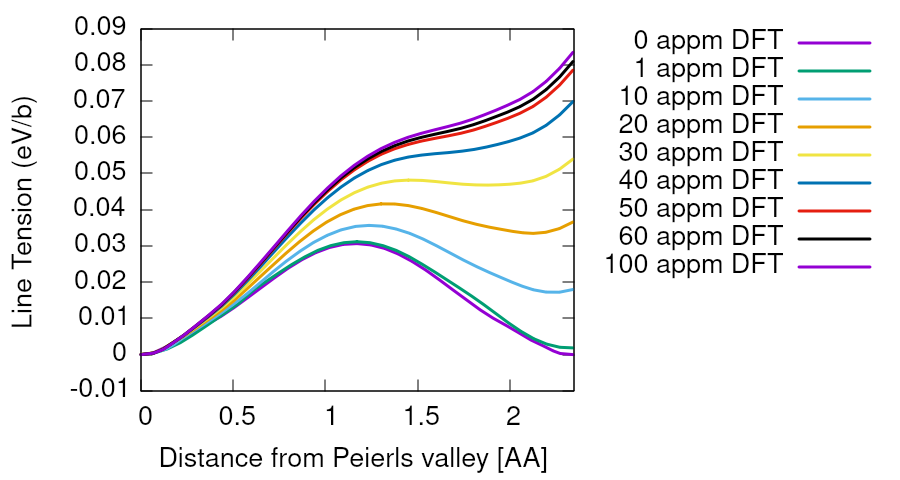 0.09
0.08
0.07
0.06
0.05
0.04
0.03
0.02
0.01
0
-0.01
Line Tension (eV/b)
0 0.5 1 1.5 2
Distance from Peierls valley [AA]
0 appm DFT
1 appm DFT
10 appm DFT
20 appm DFT
30 appm DFT
40 appm DFT
50 appm DFT
60 appm DFT
100 appm DFT